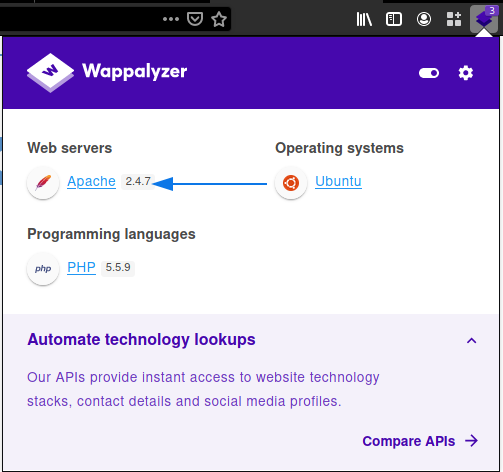 3
Wappalyzer
Web servers
Apache 2.4.7
Operating systems
Ubuntu
Programming languages
php PHP 5.5.9
Automate technology lookups
Our APIs provide instant access to website technology
stacks, contact details and social media profiles.
Compare APIs